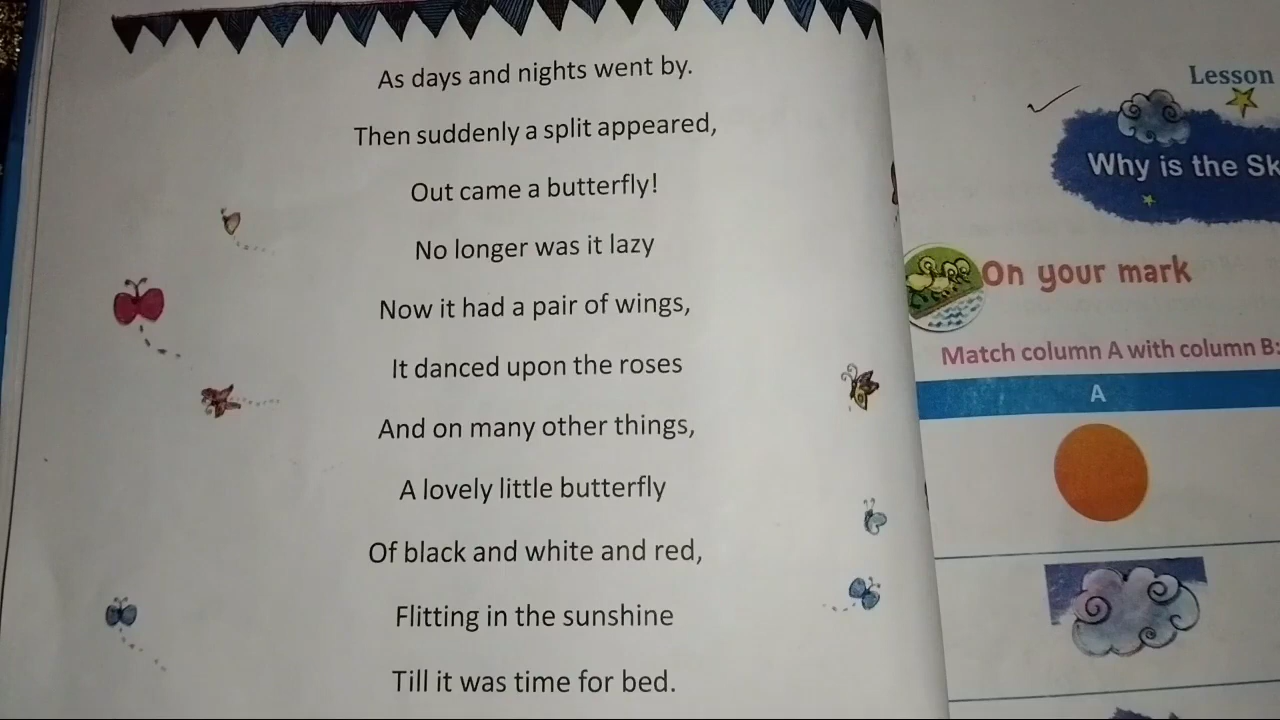 As days and nights went by.
Then suddenly a split appeared,
Out came a butterfly!
No longer was it lazy
Now it had a pair of wings,
It danced upon the roses
And on many other things,
A lovely little butterfly
Of black and white and red,
Flitting in the sunshine
Till it was time for bed.
Lesson
Why is the Sk
On your mark
Match column A with column B:
A